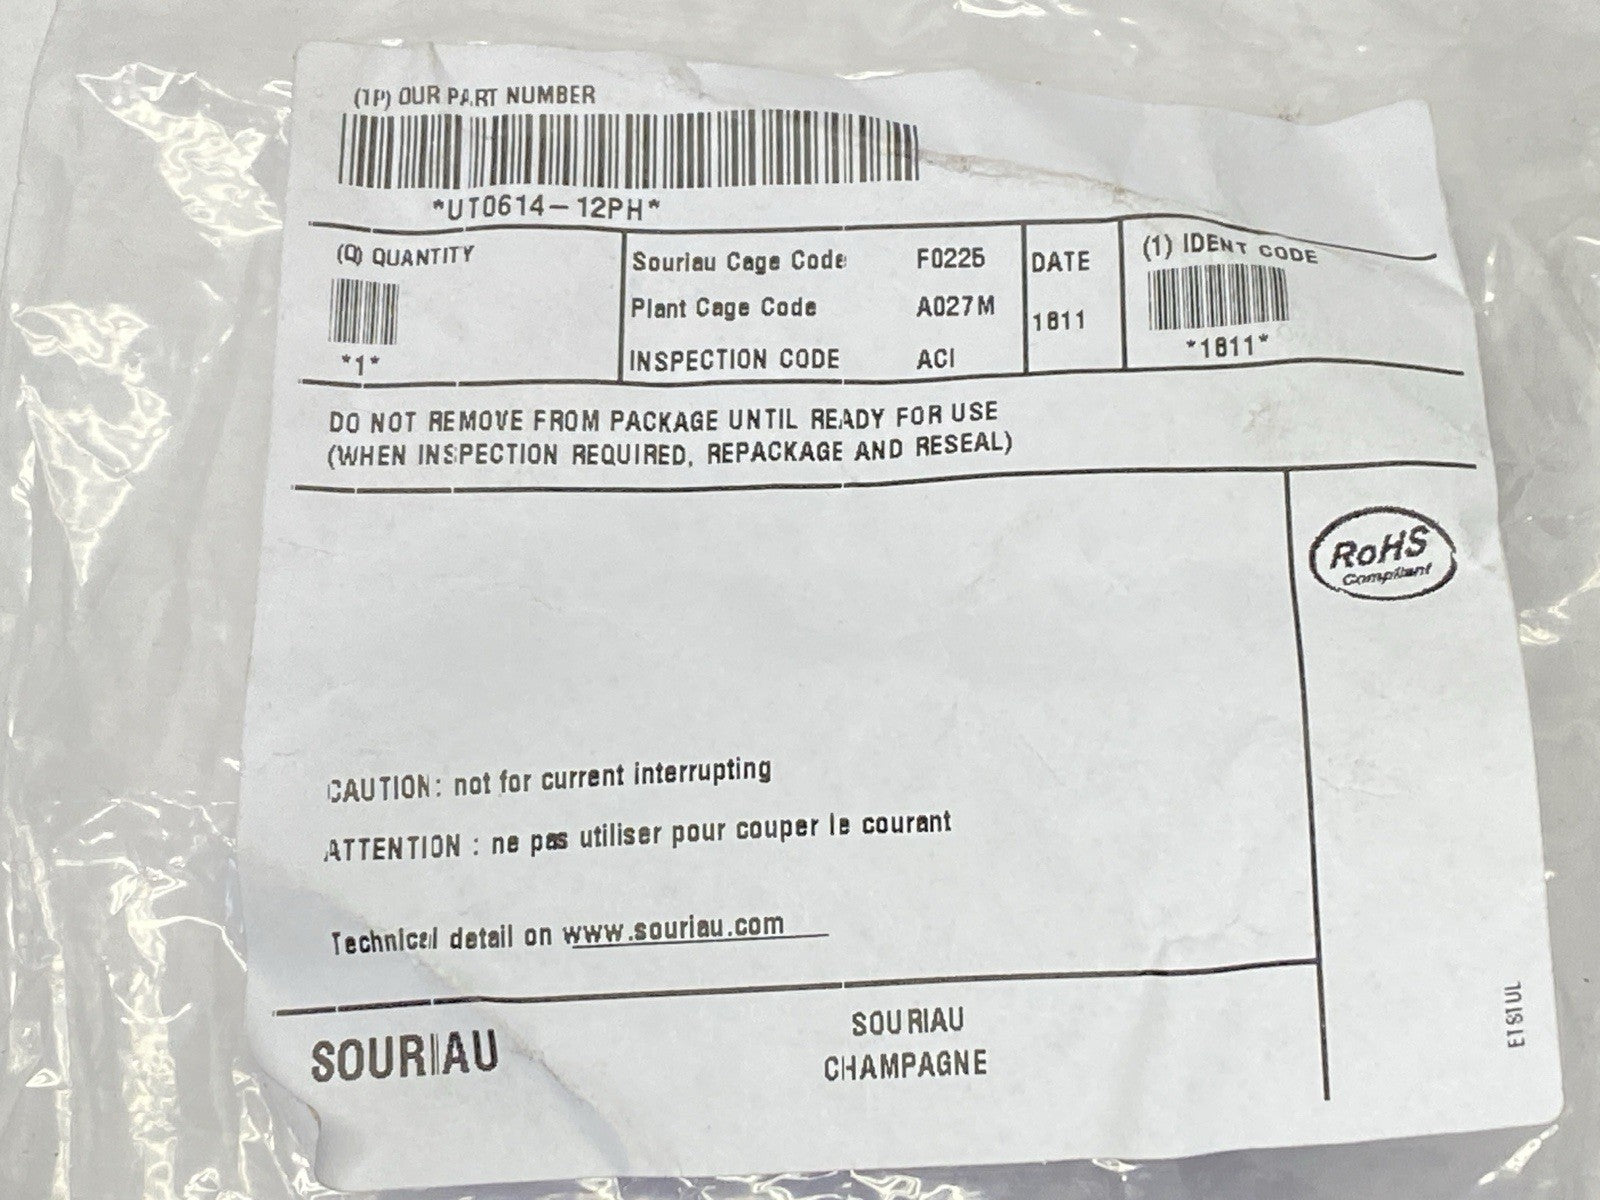 (1P) OUR PART NUMBER
*UT0614-12PH*
(Q) QUANTITY
*1*
Souriau Cage Code F0225
Plant Cage Code A027M
INSPECTION CODE ACI
DATE
1811
(1) IDENT CODE
*1811*
DO NOT REMOVE FROM PACKAGE UNTIL READY FOR USE
(WHEN INSPECTION REQUIRED, REPACKAGE AND RESEAL)
RoHS
Compliant
CAUTION: not for current interrupting
ATTENTION : ne pas utiliser pour couper le courant
Technical detail on www.souriau.com
SOURIAU
SOURIAU
CHAMPAGNE